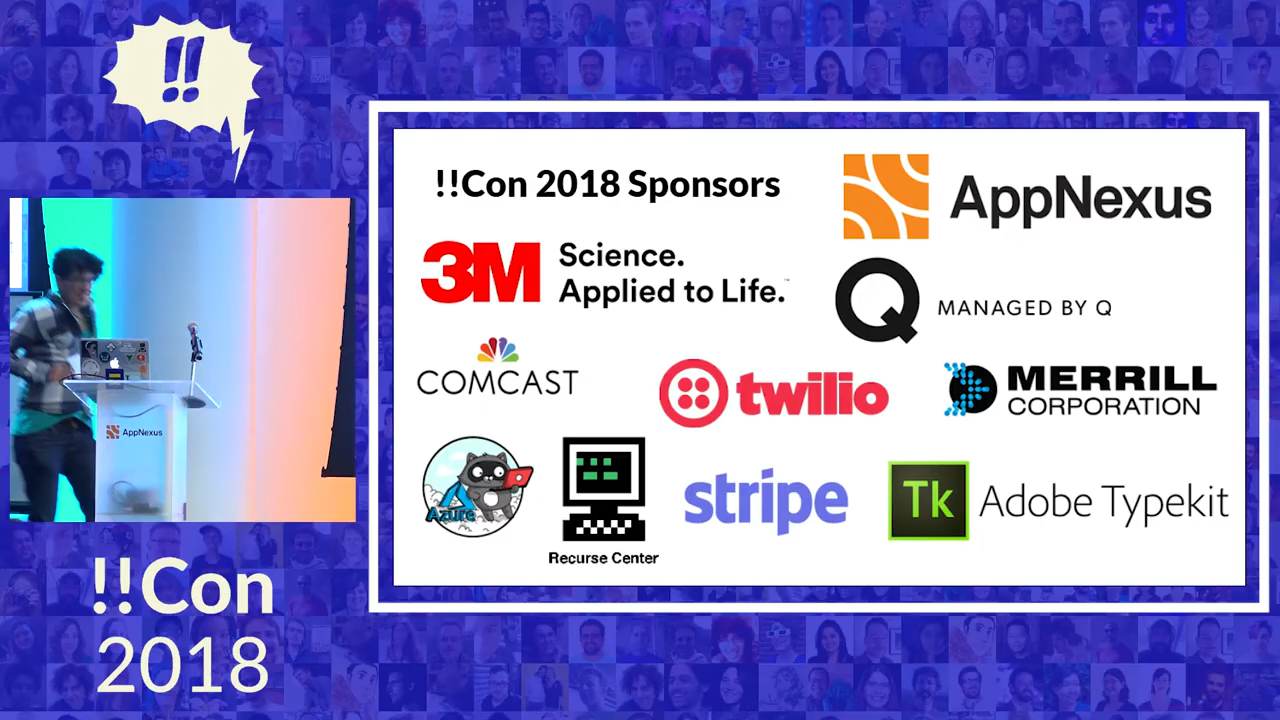 !!
!!Con 2018 Sponsors
AppNexus
3M Science.
Applied to Life.™
Q MANAGED BY Q
COMCAST
twilio
MERRILL
CORPORATION
Azure
Recurse Center
stripe
Tk Adobe Typekit
AppNexus
!!Con
2018